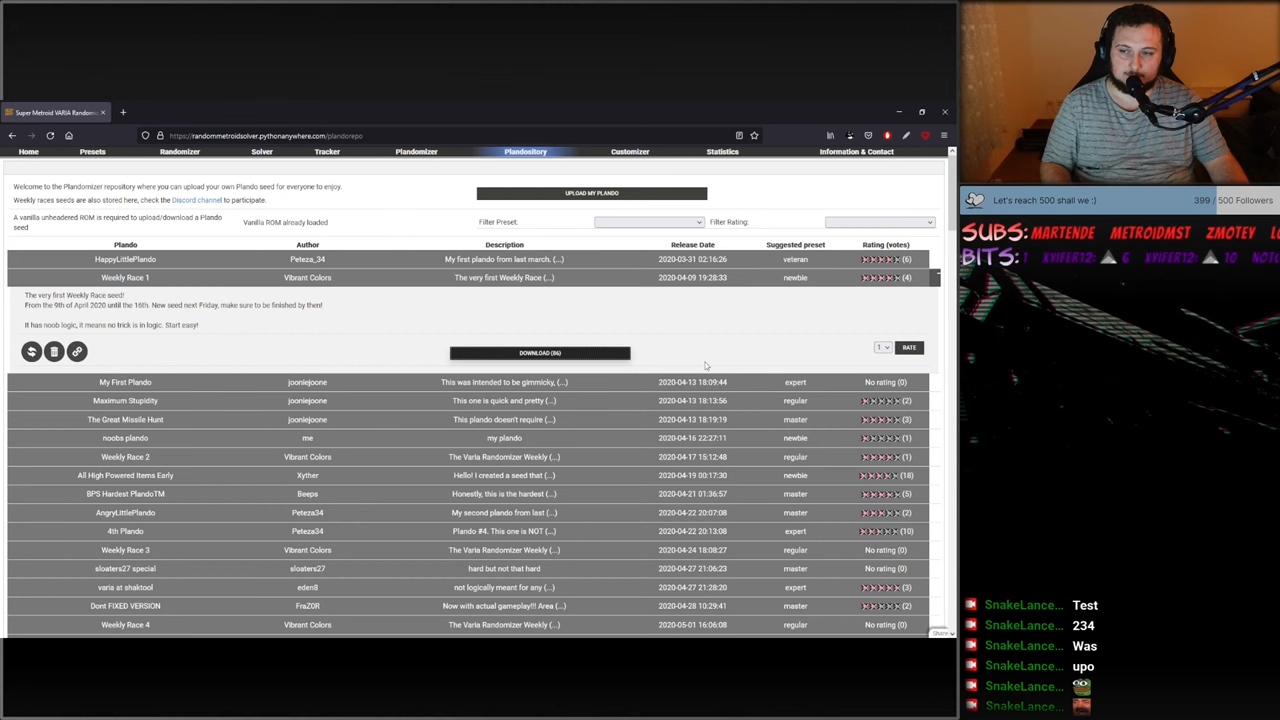 Super Metroid VARIA Randomi
https://randommetroidsolver.pythonanywhere.com/plandorepo
Home Presets Randomizer Solver Tracker Plandomizer Plandository Customizer Statistics Information & Contact
Welcome to the Plandomizer repository where you can upload your own Plando seed for everyone to enjoy.
Weekly races seeds are also stored here, check the Discord channel to participate.
UPLOAD MY PLANDO
A vanilla unheadered ROM is required to upload/download a Plando
seed
Vanilla ROM already loaded
Filter Preset: Filter Rating:
Plando Author Description Release Date Suggested preset Rating (votes)
HappyLittlePlando Peteza_34 My first plando from last march. (...) 2020-03-31 02:16:26 veteran (6)
Weekly Race 1 Vibrant Colors The very first Weekly Race (...) 2020-04-09 19:28:33 newbie (4)
The very first Weekly Race seed!
From the 9th of April 2020 until the 16th. Now seed next Friday, make sure to be finished by then!
It has noob logic, it means no trick is in logic. Start easy!
DOWNLOAD (86) 1 RATE
My First Plando jooniejoone This was intended to be gimmicky, (...) 2020-04-13 18:09:44 expert No rating (0)
Maximum Stupidity jooniejoone This one is quick and pretty (...) 2020-04-13 18:13:56 regular (2)
The Great Missile Hunt jooniejoone This plando doesn't require (...) 2020-04-13 18:19:19 master (3)
noobs plando me my plando 2020-04-16 22:27:11 newbie (1)
Weekly Race 2 Vibrant Colors The Varia Randomizer Weekly (...) 2020-04-17 15:12:48 regular (1)
All High Powered Items Early Xyther Hello! I created a seed that (...) 2020-04-19 00:17:30 newbie (18)
BPS Hardest PlandoTM Beeps Honestly, this is the hardest (...) 2020-04-21 01:36:57 master (5)
AngryLittlePlando Peteza34 My second plando from last (...) 2020-04-22 20:07:08 master (2)
4th Plando Peteza34 Plando #4. This one is NOT (...) 2020-04-22 20:13:08 expert (10)
Weekly Race 3 Vibrant Colors The Varia Randomizer Weekly (...) 2020-04-24 18:08:27 regular No rating (0)
sloaters27 special sloaters27 hard but not that hard 2020-04-27 21:06:23 master No rating (0)
varia at shaktool eden8 not logically meant for any (...) 2020-04-27 21:28:20 expert (3)
Dont FIXED VERSION FraZ0R Now with actual gameplay!!! Area (...) 2020-04-28 10:29:41 master (2)
Weekly Race 4 Vibrant Colors The Varia Randomizer Weekly (...) 2020-05-01 16:06:08 regular No rating (0)
Share
Let's reach 500 shall we :) 399 / 500 Followers
SUBS: MARTENDE METROIDMST ZMOTEY
BITS: 1 XYIFER12: 6 XYIFER12: 10
SnakeLance... Test
SnakeLance... 234
SnakeLance... Was
SnakeLance... upo
SnakeLance...
SnakeLance...